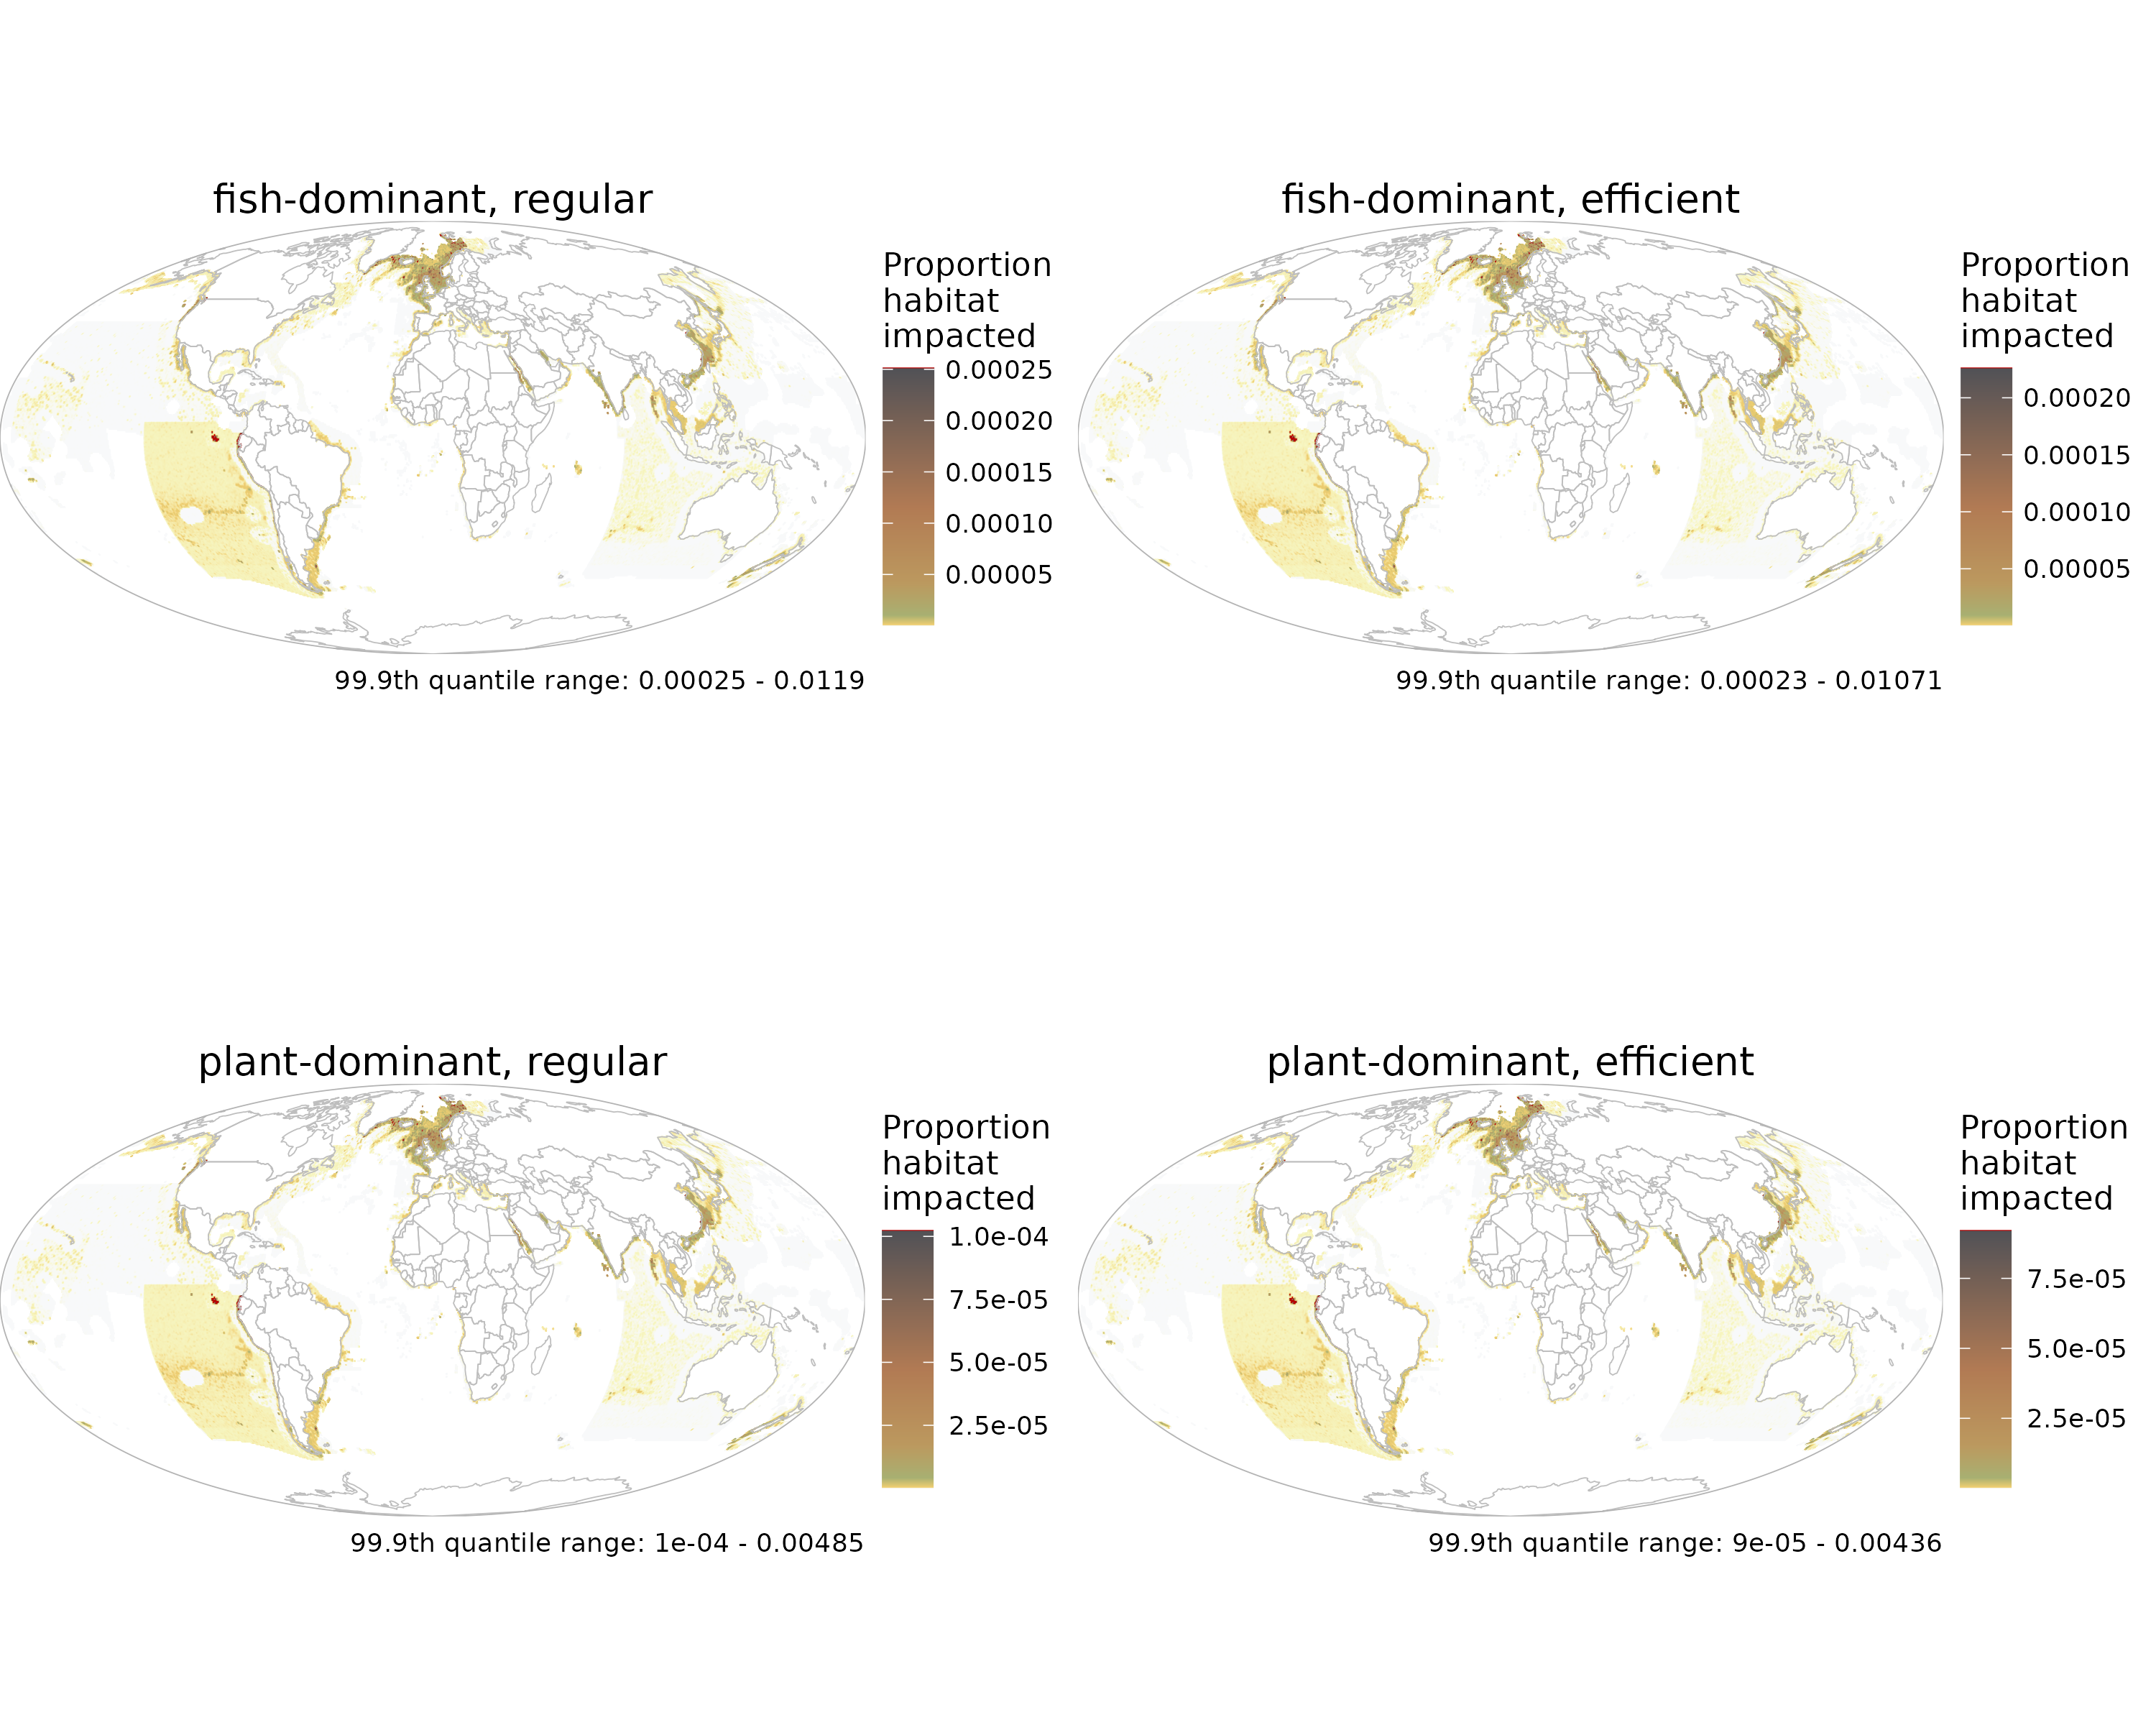 fish-dominant, regular
Proportion
habitat
impacted
0.00025
0.00020
0.00015
0.00010
0.00005
99.9th quantile range: 0.00025 - 0.0119
fish-dominant, efficient
Proportion
habitat
impacted
0.00020
0.00015
0.00010
0.00005
99.9th quantile range: 0.00023 - 0.01071
plant-dominant, regular
Proportion
habitat
impacted
1.0e-04
7.5e-05
5.0e-05
2.5e-05
99.9th quantile range: 1e-04 - 0.00485
plant-dominant, efficient
Proportion
habitat
impacted
7.5e-05
5.0e-05
2.5e-05
99.9th quantile range: 9e-05 - 0.00436